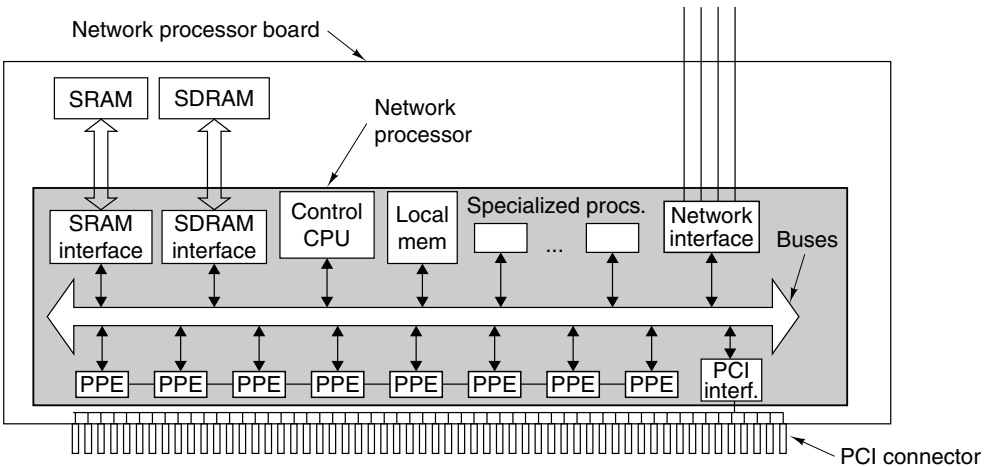 Network processor board
SRAM
SDRAM
Network
processor
SRAM
interface
SDRAM
interface
Control
CPU
Local
mem
Specialized procs.
...
Network
interface
Buses
PPE
PPE
PPE
PPE
PPE
PPE
PPE
PPE
PCI
interf.
PCI connector